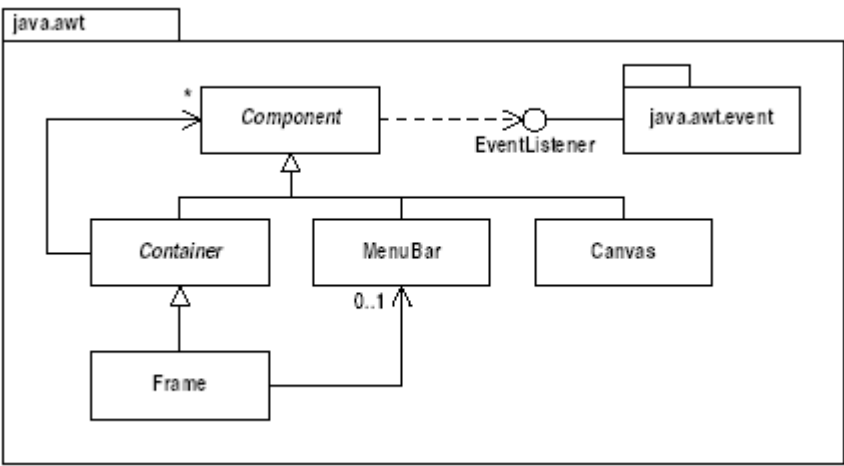 java.awt
*
Component
EventListener
java.awt.event
Container
MenuBar
Canvas
0..1
Frame